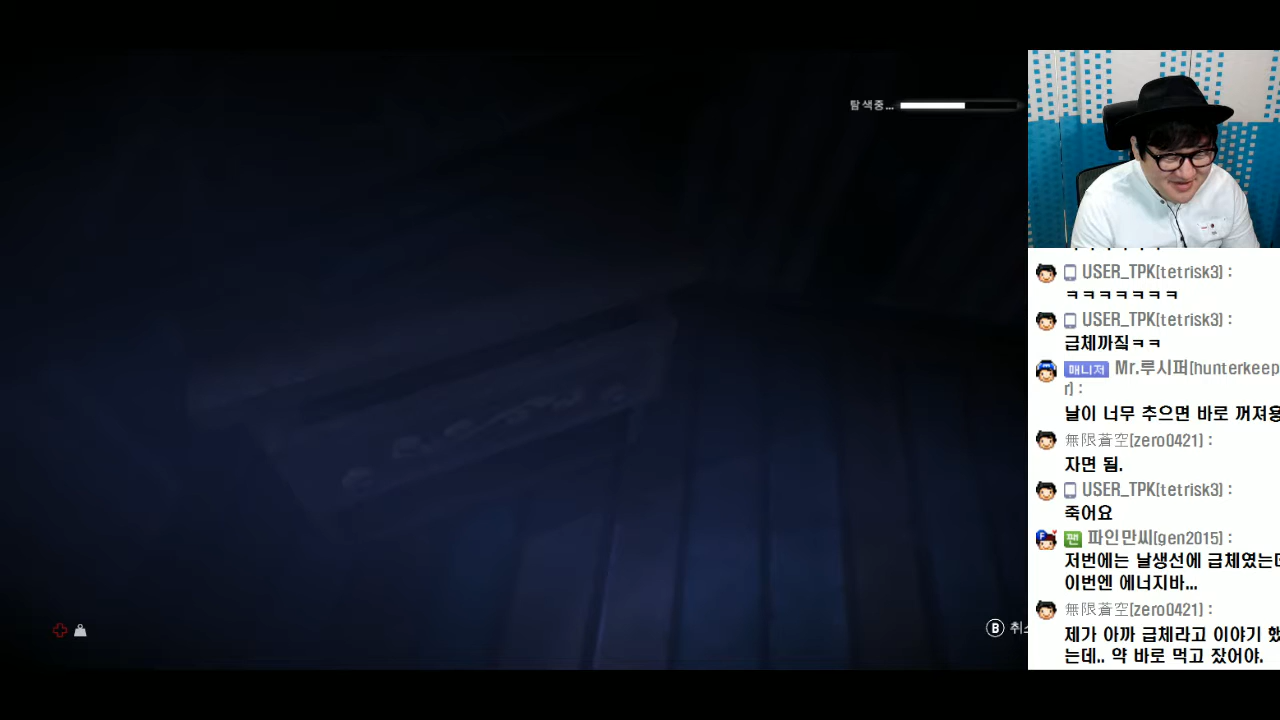 탐색중...
B 취소
USER_TPK[tetrisk3] :
ㅋㅋㅋㅋㅋㅋㅋ
USER_TPK[tetrisk3] :
급체까짘ㅋㅋ
매니저 Mr.루시퍼[hunterkeepe
r] :
날이 너무 추으면 바로 꺼져용
無限蒼空[zero0421] :
자면 됨.
USER_TPK[tetrisk3] :
죽어요
팬 파인만씨[gen2015] :
저번에는 날생선에 급체였는데
이번엔 에너지바...
無限蒼空[zero0421] :
제가 아까 급체라고 이야기 했
는데.. 약 바로 먹고 잤어야.